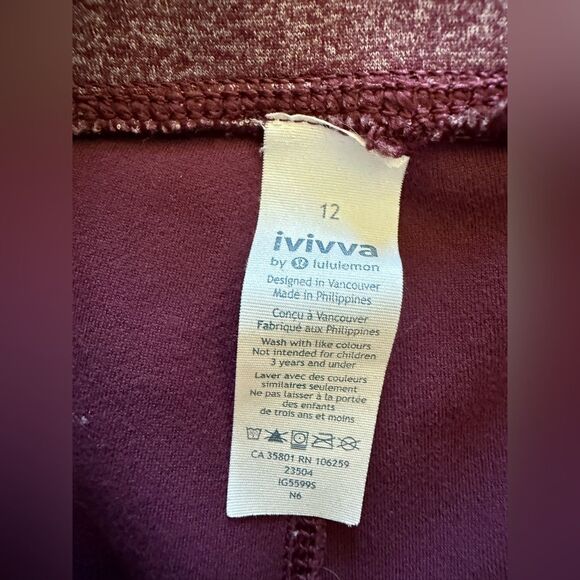 12
ivivva
by lululemon
Designed in Vancouver
Made in Philippines
Conçu à Vancouver
Fabriqué aux Philippines
Wash with like colours
Not intended for children
3 years and under
Laver avec des couleurs
similaires seulement
Ne pas laisser à la portée
des enfants
de trois ans et moins
CA 35801 RN 106259
23504
IG5599S
N6